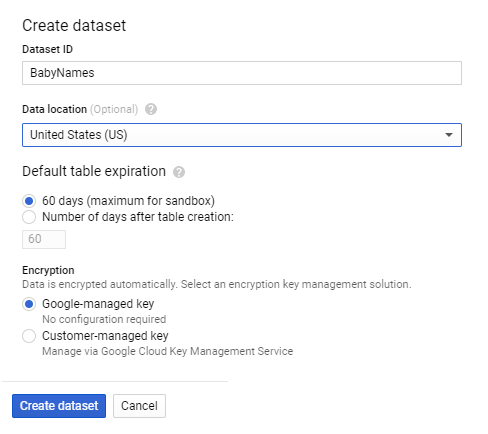 Create dataset
Dataset ID
BabyNames
Data location (Optional) ?
United States (US)
Default table expiration ?
60 days (maximum for sandbox)
Number of days after table creation:
60
Encryption
Data is encrypted automatically. Select an encryption key management solution.
Google-managed key
No configuration required
Customer-managed key
Manage via Google Cloud Key Management Service
Create dataset Cancel